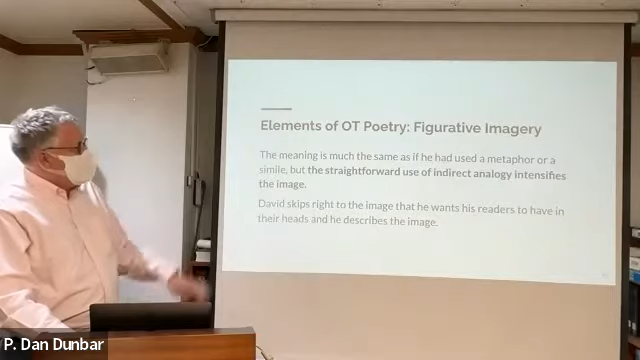 Elements of OT Poetry: Figurative Imagery
The meaning is much the same as if he had used a metaphor or a
simile, but the straightforward use of indirect analogy intensifies
the image.
David skips right to the image that he wants his readers to have in
their heads and he describes the image.
P. Dan Dunbar